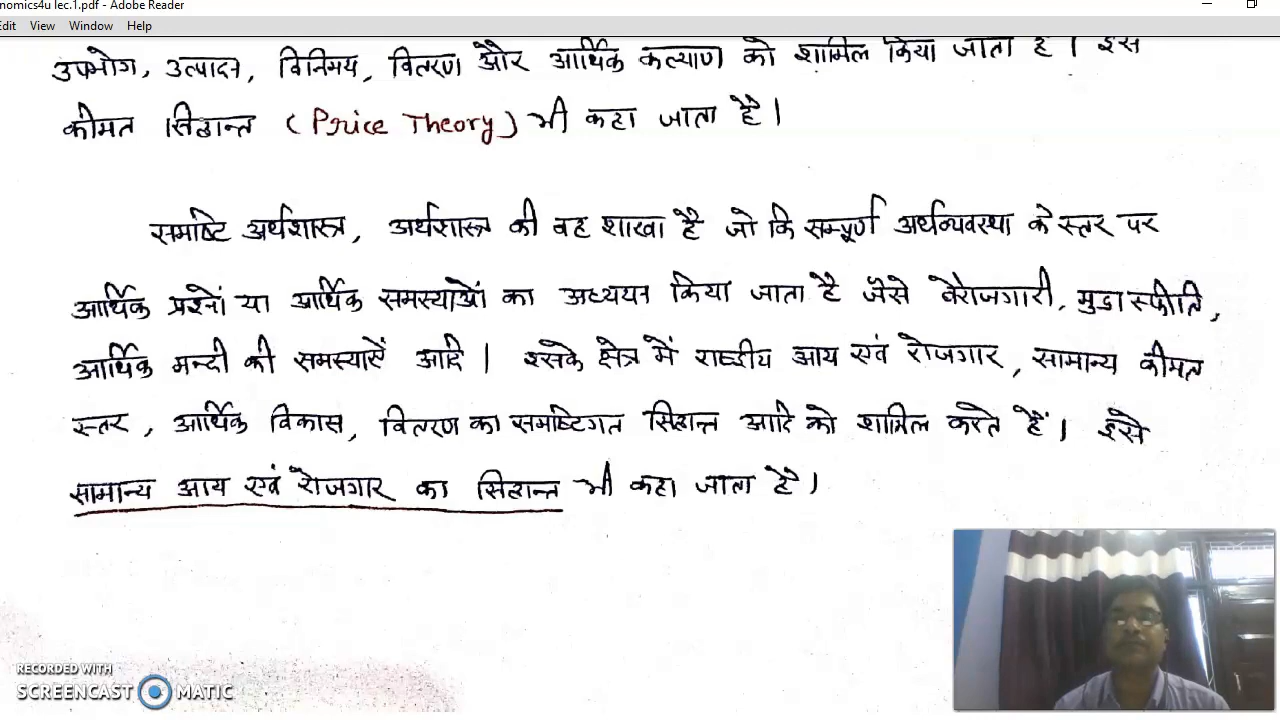 nomics4u lec.1.pdf - Adobe Reader
Edit View Window Help
उपभोग, उत्पादन, विनिमय, वितरण और आर्थिक कल्याण को शामिल किया जाता है। इसे
कीमत सिद्धान्त (Price Theory) भी कहा जाता है।
समष्टि अर्थशास्त्र, अर्थशास्त्र की वह शाखा है जो कि सम्पूर्ण अर्थव्यवस्था के स्तर पर
आर्थिक प्रश्नों या आर्थिक समस्याओं का अध्ययन किया जाता है जैसे बेरोजगारी, मुद्रा स्फीति,
आर्थिक मन्दी की समस्याऐं आदि। इसके क्षेत्र में राष्ट्रीय आय एवं रोजगार, सामान्य कीमत
स्तर, आर्थिक विकास, वितरण का समष्टिगत सिद्धान्त आदि को शामिल करते हैं। इसे
सामान्य आय एवं रोजगार का सिद्धान्त भी कहा जाता है।
RECORDED WITH
SCREENCAST MATIC